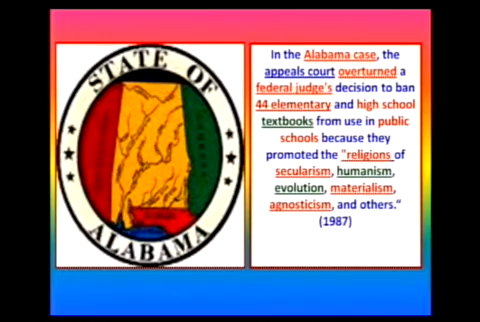 STATE OF
ALABAMA
In the Alabama case, the
appeals court overturned a
federal judge's decision to ban
44 elementary and high school
textbooks from use in public
schools because they
promoted the "religions of
secularism, humanism,
evolution, materialism,
agnosticism, and others."
(1987)